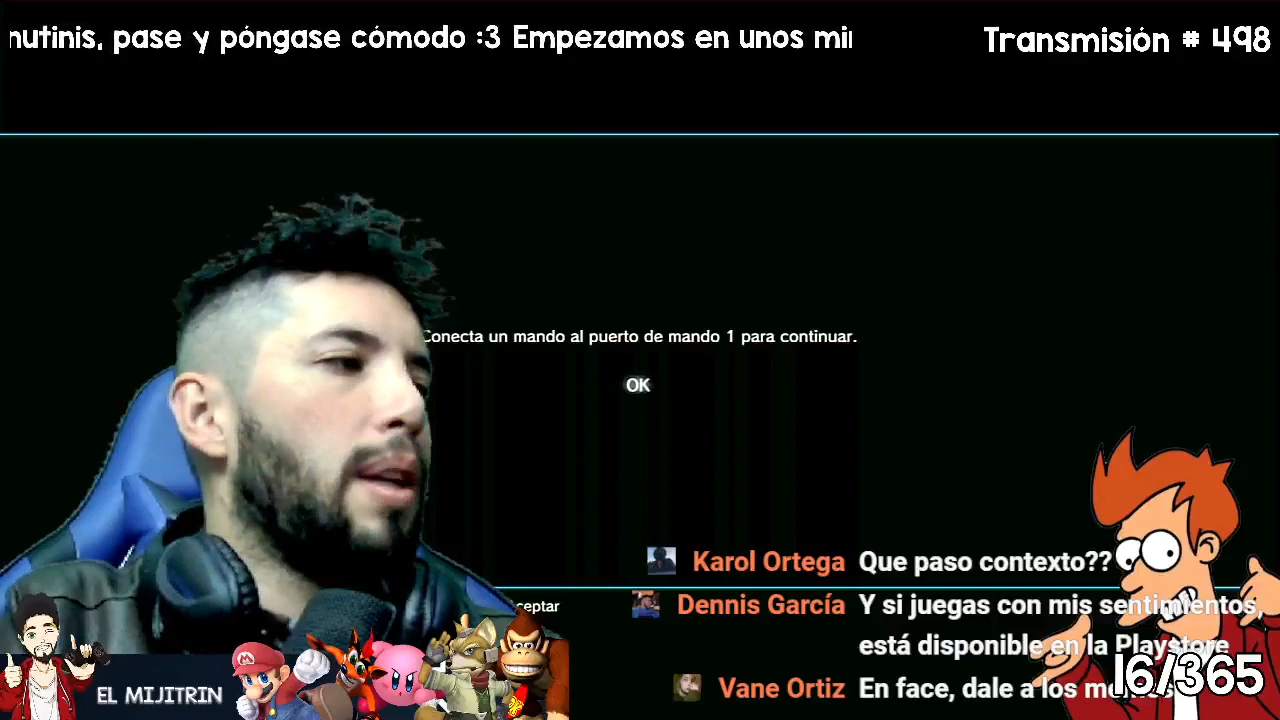 nutinis, pase y póngase cómodo :3 Empezamos en unos
Transmisión # 498
Conecta un mando al puerto de mando 1 para continuar.
OK
Karol Ortega Que paso contexto??
ceptar
Dennis García Y si juegas con mis sentimientos,
está disponible en la Playstore
Vane Ortiz En face, dale a los
16/365
EL MIJITRIN